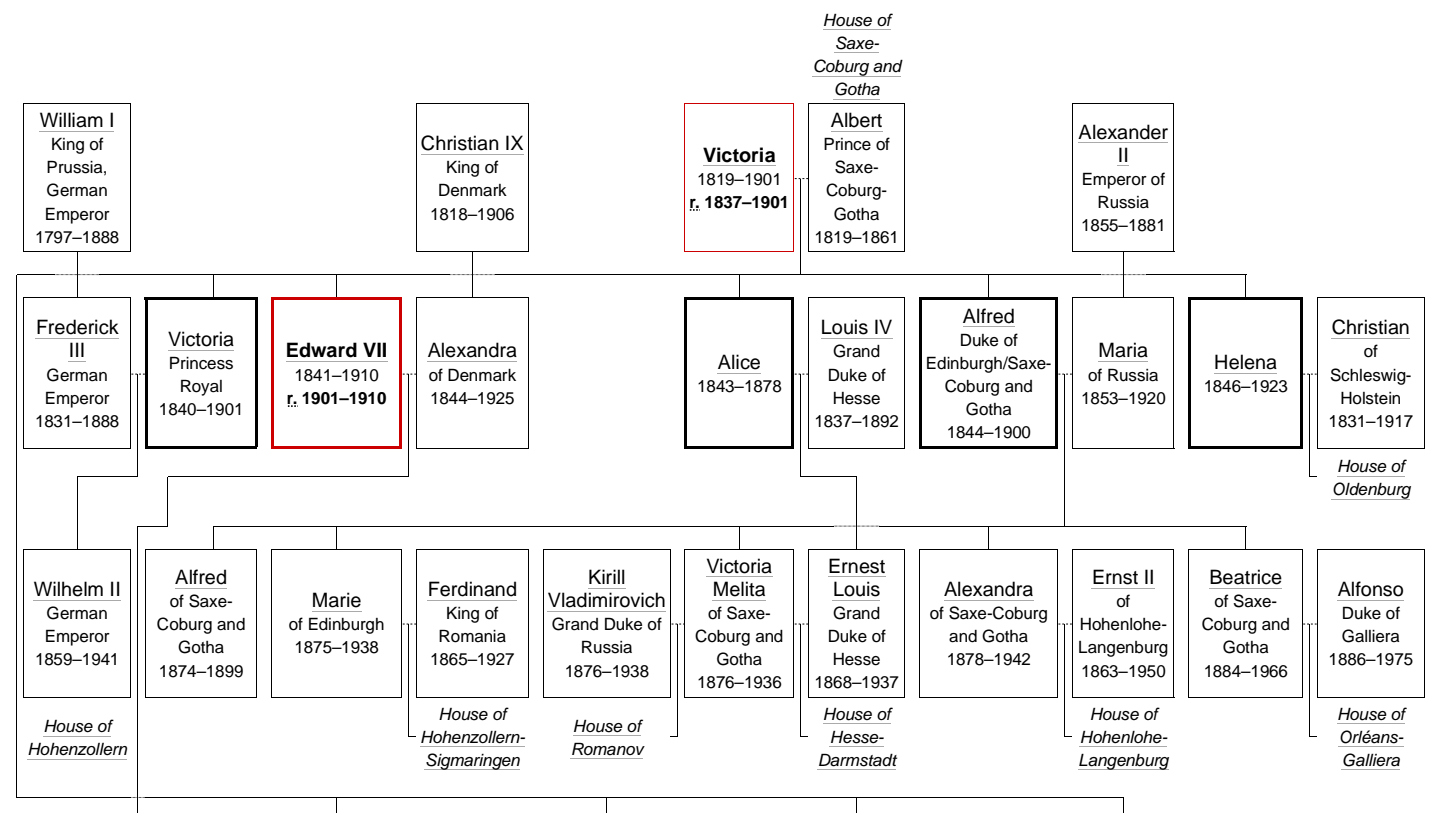 House of
Saxe-
Coburg and
Gotha
William I
King of
Prussia,
German
Emperor
1797–1888
Christian IX
King of
Denmark
1818–1906
Victoria
1819–1901
r. 1837–1901
Albert
Prince of
Saxe-
Coburg-
Gotha
1819–1861
Alexander
II
Emperor of
Russia
1855–1881
Frederick
III
German
Emperor
1831–1888
Victoria
Princess
Royal
1840–1901
Edward VII
1841–1910
r. 1901–1910
Alexandra
of Denmark
1844–1925
Alice
1843–1878
Louis IV
Grand
Duke of
Hesse
1837–1892
Alfred
Duke of
Edinburgh/Saxe-
Coburg and
Gotha
1844–1900
Maria
of Russia
1853–1920
Helena
1846–1923
Christian
of
Schleswig-
Holstein
1831–1917
House of
Oldenburg
Wilhelm II
German
Emperor
1859–1941
Alfred
of Saxe-
Coburg and
Gotha
1874–1899
Marie
of Edinburgh
1875–1938
Ferdinand
King of
Romania
1865–1927
Kirill
Vladimirovich
Grand Duke of
Russia
1876–1938
Victoria
Melita
of Saxe-
Coburg and
Gotha
1876–1936
Ernest
Louis
Grand
Duke of
Hesse
1868–1937
Alexandra
of Saxe-Coburg
and Gotha
1878–1942
Ernst II
of
Hohenlohe-
Langenburg
1863–1950
Beatrice
of Saxe-
Coburg and
Gotha
1884–1966
Alfonso
Duke of
Galliera
1886–1975
House of
Hohenzollern
House of
Hohenzollern-
Sigmaringen
House of
Romanov
House of
Hesse-
Darmstadt
House of
Hohenlohe-
Langenburg
House of
Orléans-
Galliera